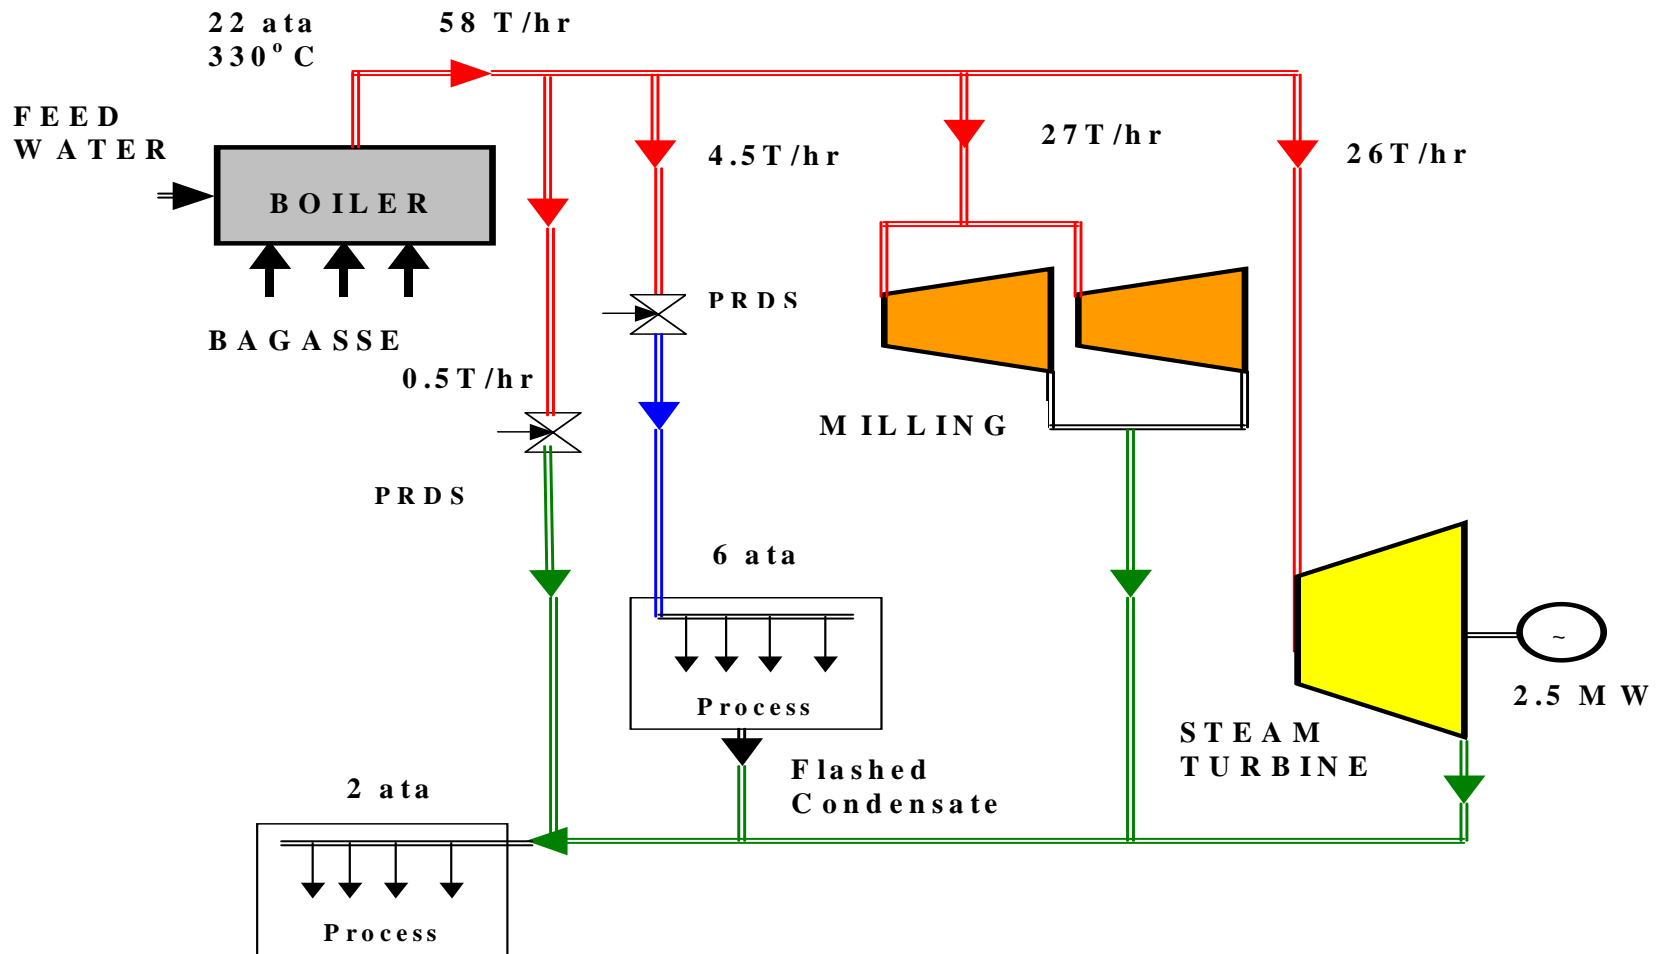 22 ata
330° C
58 T/hr
FEED
WATER
4.5T/hr
27T/hr
26T/hr
BOILER
PRDS
BAGASSE
0.5T/hr
MILLING
PRDS
6 ata
~
2.5 MW
Process
STEAM
TURBINE
Flashed
Condensate
2 ata
Process